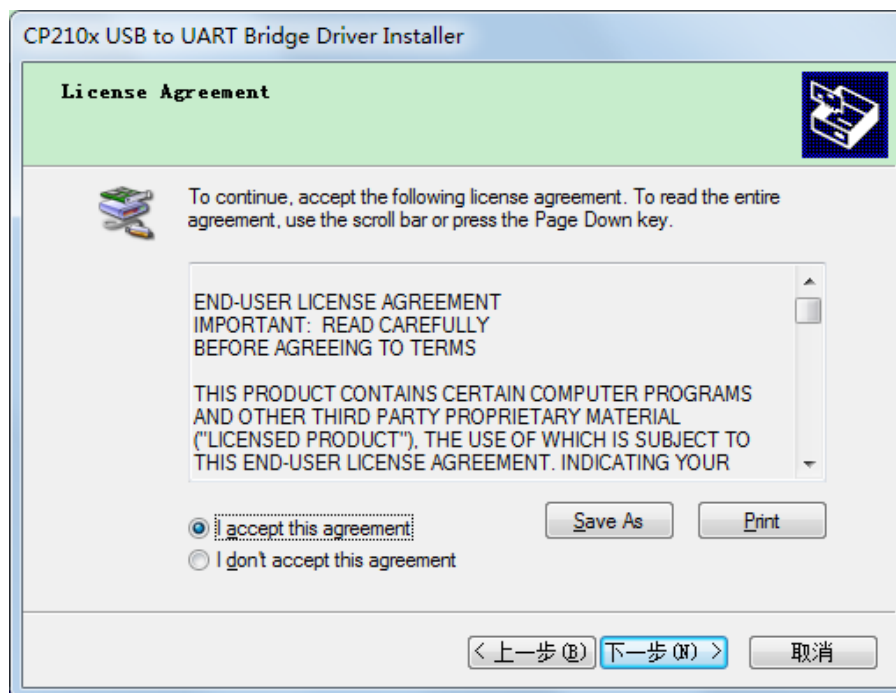 CP210x USB to UART Bridge Driver Installer
License Agreement
To continue, accept the following license agreement. To read the entire
agreement, use the scroll bar or press the Page Down key.
END-USER LICENSE AGREEMENT
IMPORTANT:  READ CAREFULLY
BEFORE AGREEING TO TERMS
THIS PRODUCT CONTAINS CERTAIN COMPUTER PROGRAMS
AND OTHER THIRD PARTY PROPRIETARY MATERIAL
("LICENSED PRODUCT"), THE USE OF WHICH IS SUBJECT TO
THIS END-USER LICENSE AGREEMENT. INDICATING YOUR
I accept this agreement
Save As
Print
I don't accept this agreement
< 上一步(B)
下一步(N) >
取消